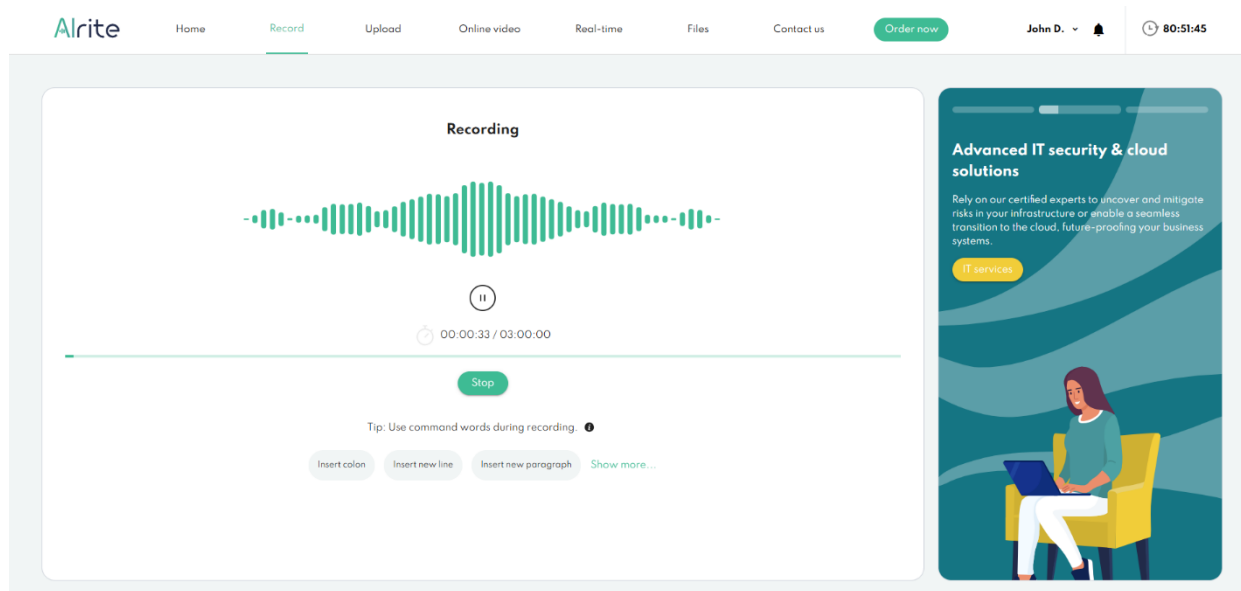 Alrite
Home
Record
Upload
Online video
Real-time
Files
Contact us
Order now
John D.
80:51:45
Recording
00:00:33 / 03:00:00
Stop
Tip: Use command words during recording.
Insert colon
Insert new line
Insert new paragraph
Show more...
Advanced IT security & cloud
solutions
Rely on our certified experts to uncover and mitigate
risks in your infrastructure or enable a seamless
transition to the cloud, future-proofing your business
systems.
IT services